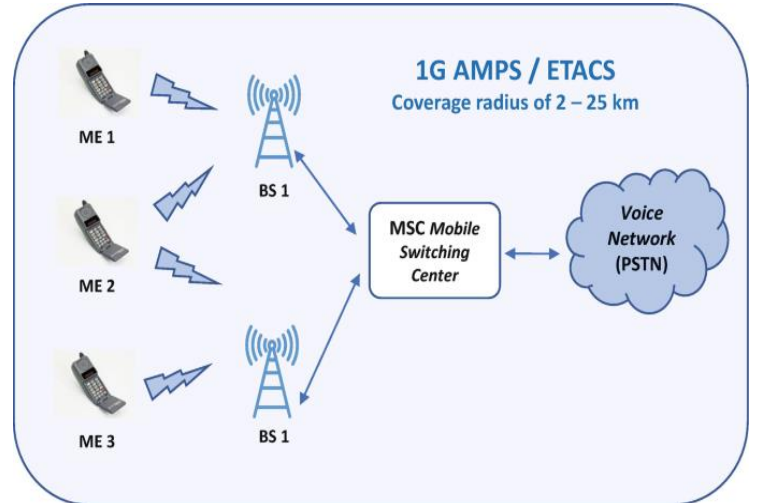 1G AMPS / ETACS
Coverage radius of 2 – 25 km
ME 1
BS 1
MSC Mobile
Switching
Center
Voice
Network
(PSTN)
ME 2
ME 3
BS 1